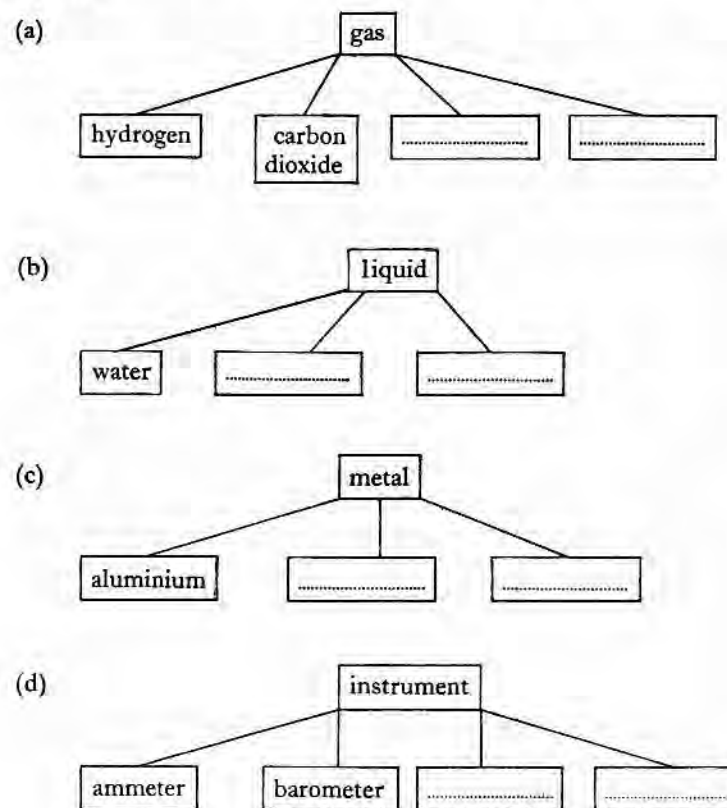 (a)
gas
hydrogen
carbon
dioxide
(b)
liquid
water
(c)
metal
aluminium
(d)
instrument
ammeter
barometer